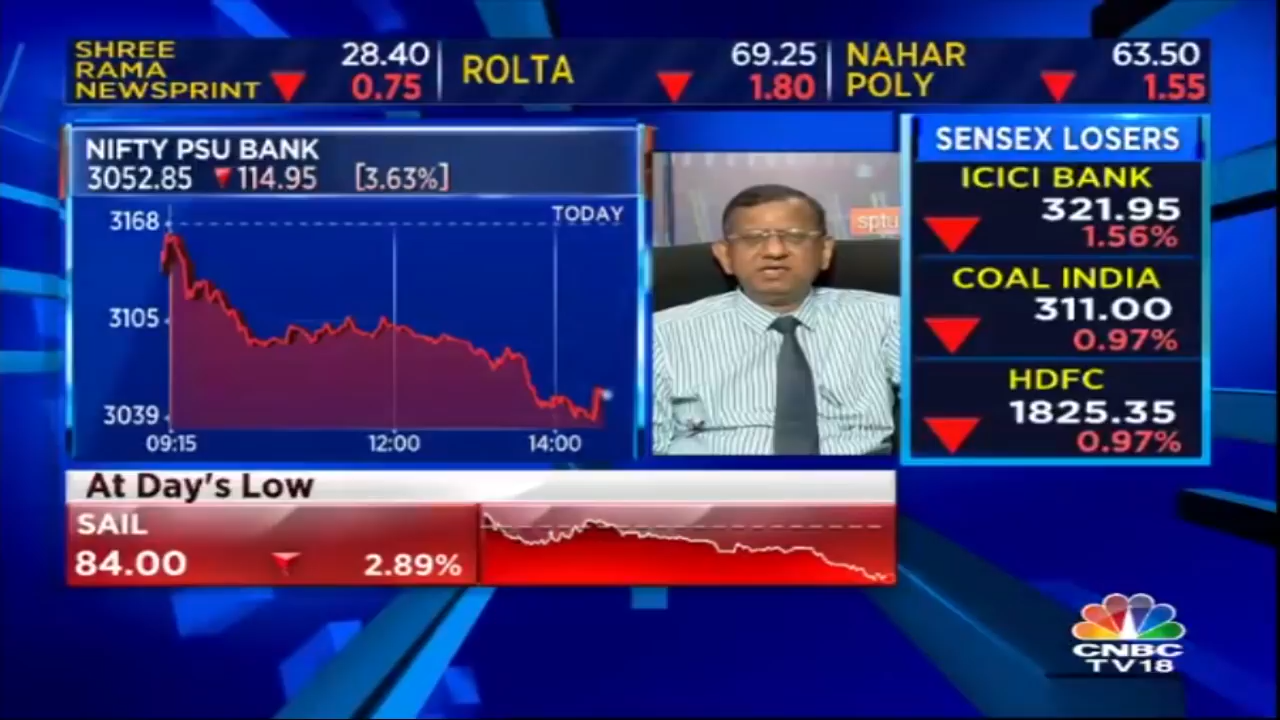 SHREE RAMA NEWSPRINT 28.40 0.75
ROLTA 69.25 1.80
NAHAR POLY 63.50 1.55
NIFTY PSU BANK
3052.85 114.95 [3.63%]
TODAY
3168
3105
3039
09:15 12:00 14:00
sptu
SENSEX LOSERS
ICICI BANK
321.95
1.56%
COAL INDIA
311.00
0.97%
HDFC
1825.35
0.97%
At Day's Low
SAIL
84.00 2.89%
CNBC
TV18